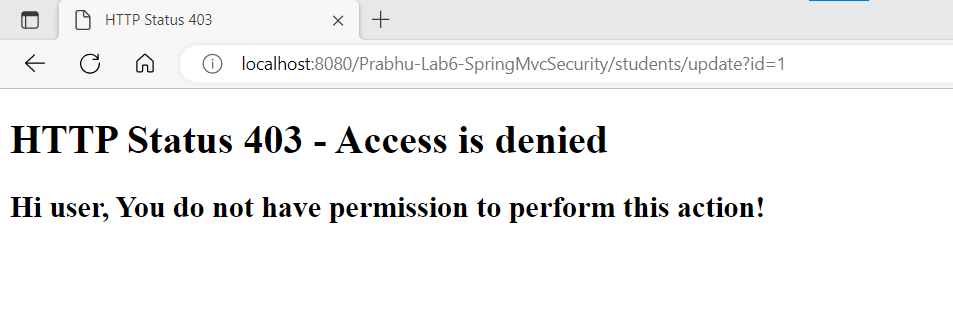 HTTP Status 403
localhost:8080/Prabhu-Lab6-SpringMvcSecurity/students/update?id=1
HTTP Status 403 - Access is denied
Hi user, You do not have permission to perform this action!